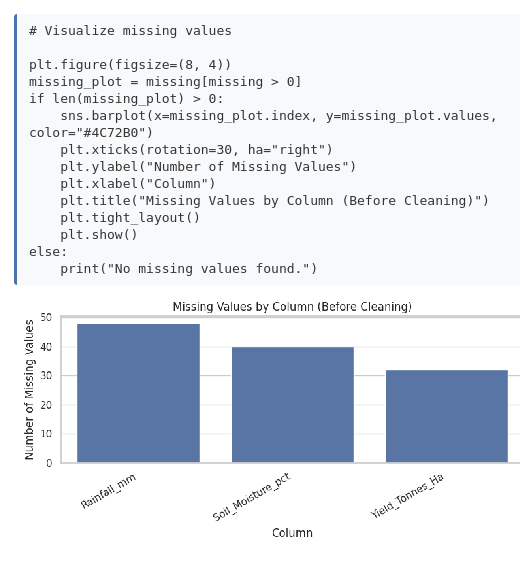 # Visualize missing values
plt.figure(figsize=(8, 4))
missing_plot = missing[missing > 0]
if len(missing_plot) > 0:
    sns.barplot(x=missing_plot.index, y=missing_plot.values,
color="#4C72B0")
    plt.xticks(rotation=30, ha="right")
    plt.ylabel("Number of Missing Values")
    plt.xlabel("Column")
    plt.title("Missing Values by Column (Before Cleaning)")
    plt.tight_layout()
    plt.show()
else:
    print("No missing values found.")
Missing Values by Column (Before Cleaning)
Number of Missing Values
50
40
30
20
10
0
Rainfall_mm
Soil_Moisture_pct
Yield_Tonnes_Ha
Column